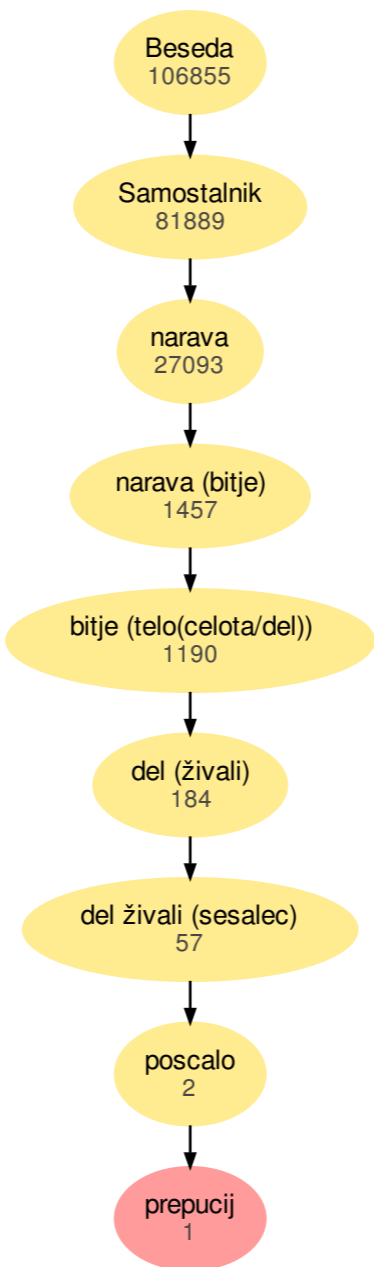 Beseda
106855
Samostalnik
81889
narava
27093
narava (bitje)
1457
bitje (telo(celota/del))
1190
del (živali)
184
del živali (sesalec)
57
poscalo
2
prepucij
1